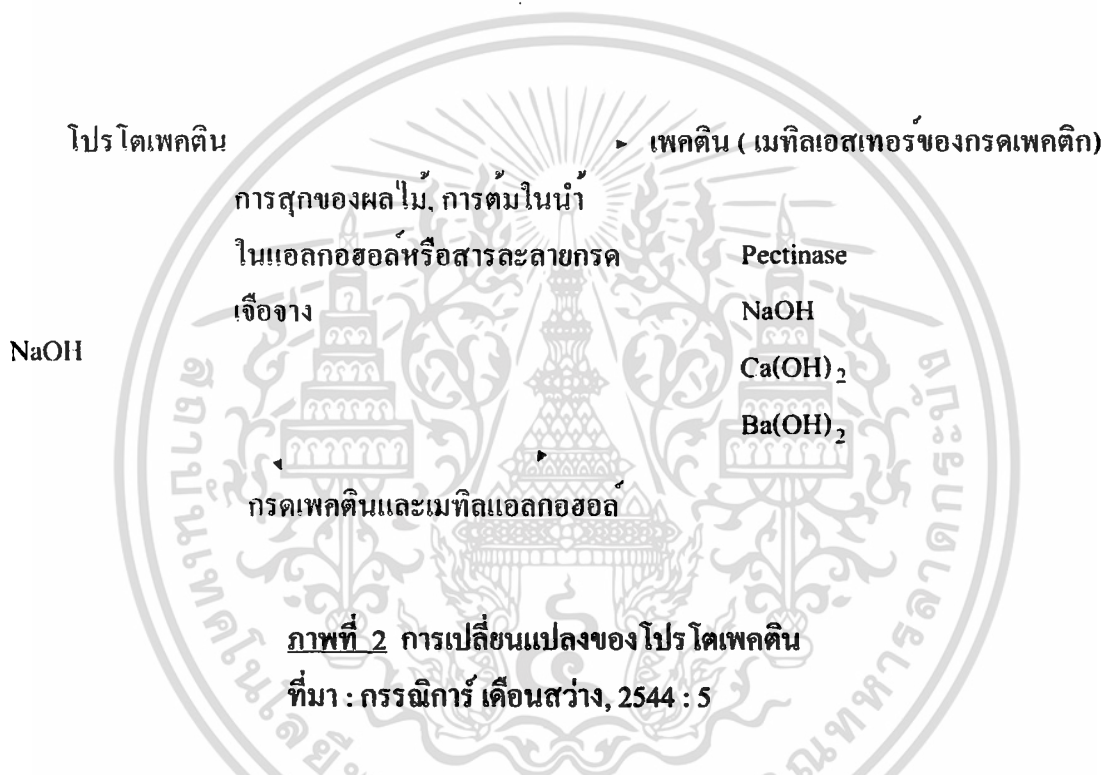 โปรโตเพคติน ► เพคติน ( เมทิลเอสเทอร์ของกรดเพคติก)
การสุกของผลไม้, การต้มในน้ำ
ในแอลกอฮอล์หรือสารละลายกรด Pectinase
เจือจาง NaOH
NaOH
Ca(OH)₂
Ba(OH)₂
กรดเพคตินและเมทิลแอลกอฮอล์
ภาพที่ 2 การเปลี่ยนแปลงของโปรโตเพคติน
ที่มา : กรรณิการ์ เดือนสว่าง, 2544 : 5